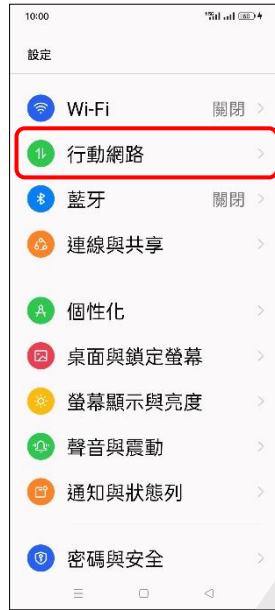 10:00
設定
Wi-Fi 關閉
行動網路
藍牙 關閉
連線與共享
個性化
桌面與鎖定螢幕
螢幕顯示與亮度
聲音與震動
通知與狀態列
密碼與安全